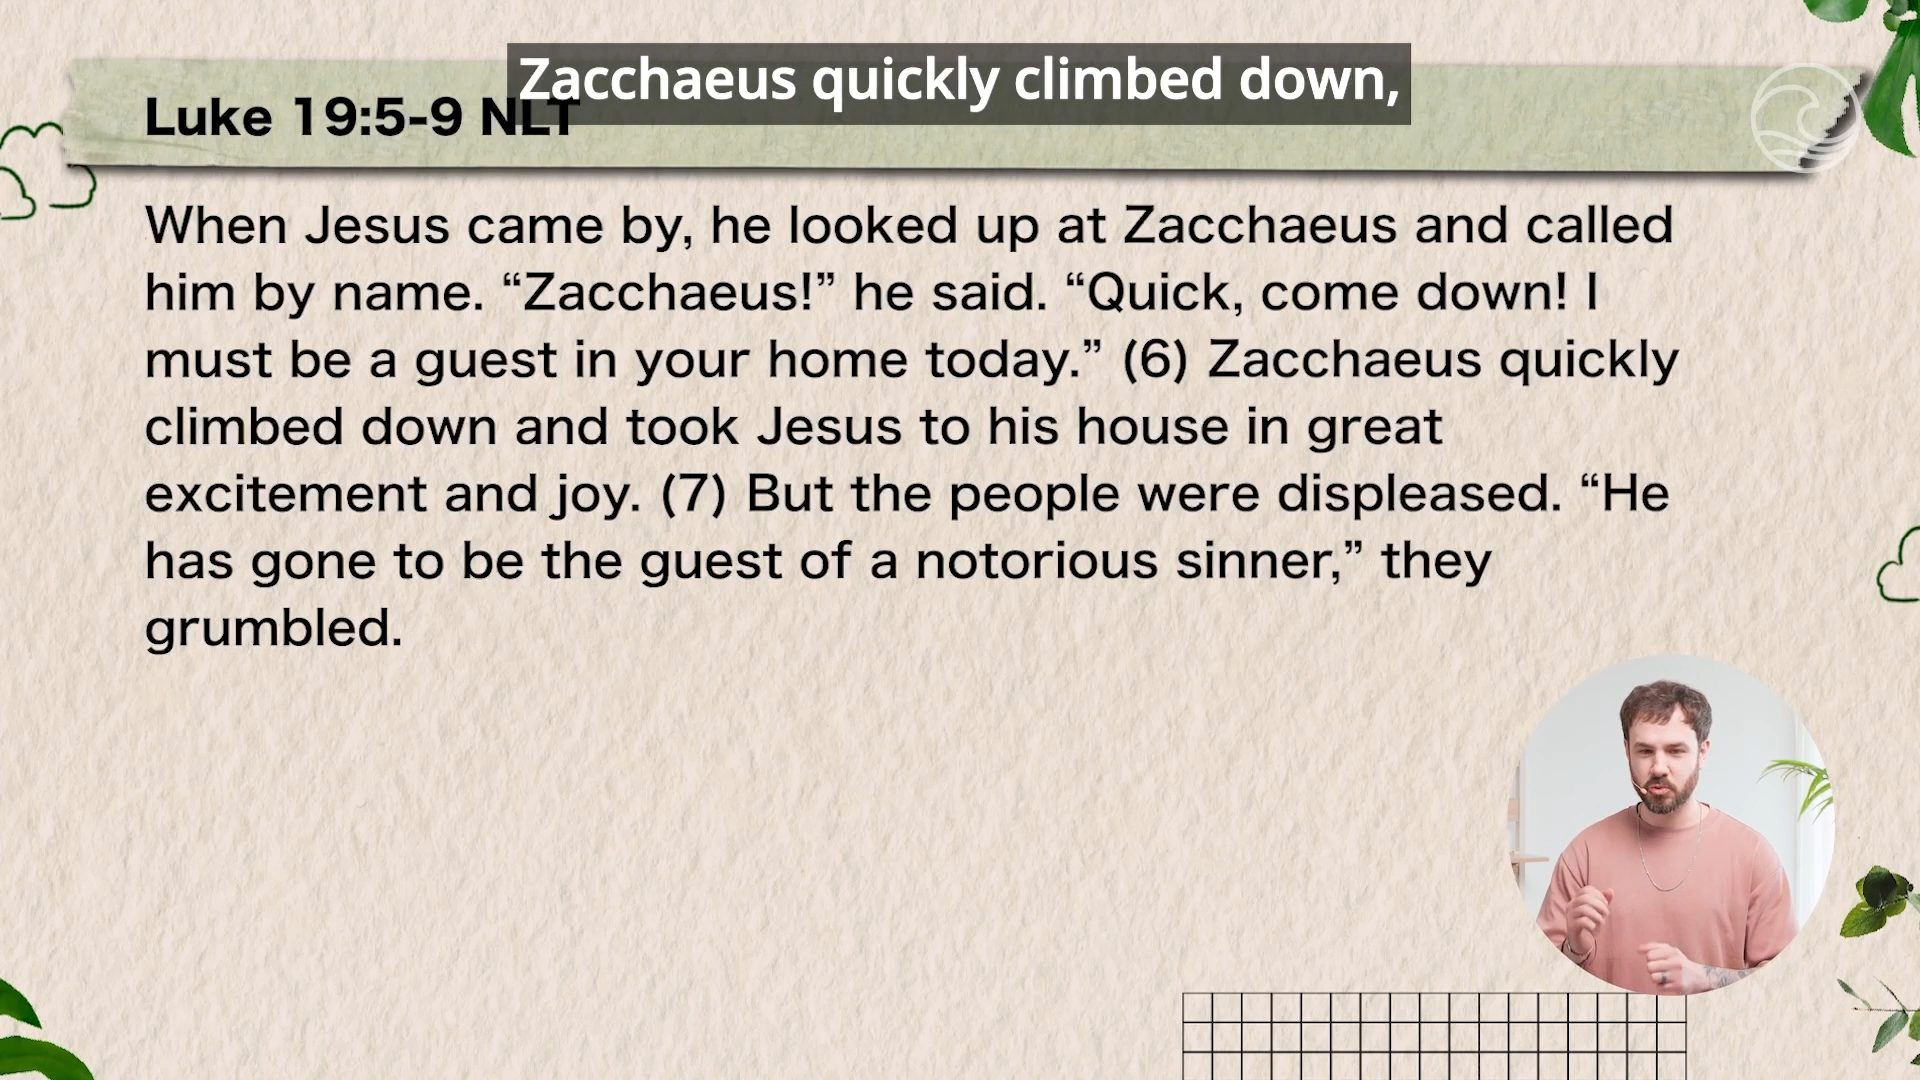 Zacchaeus quickly climbed down,
Luke 19:5-9 NLT
When Jesus came by, he looked up at Zacchaeus and called
him by name. “Zacchaeus!” he said. “Quick, come down! I
must be a guest in your home today.” (6) Zacchaeus quickly
climbed down and took Jesus to his house in great
excitement and joy. (7) But the people were displeased. “He
has gone to be the guest of a notorious sinner,” they
grumbled.